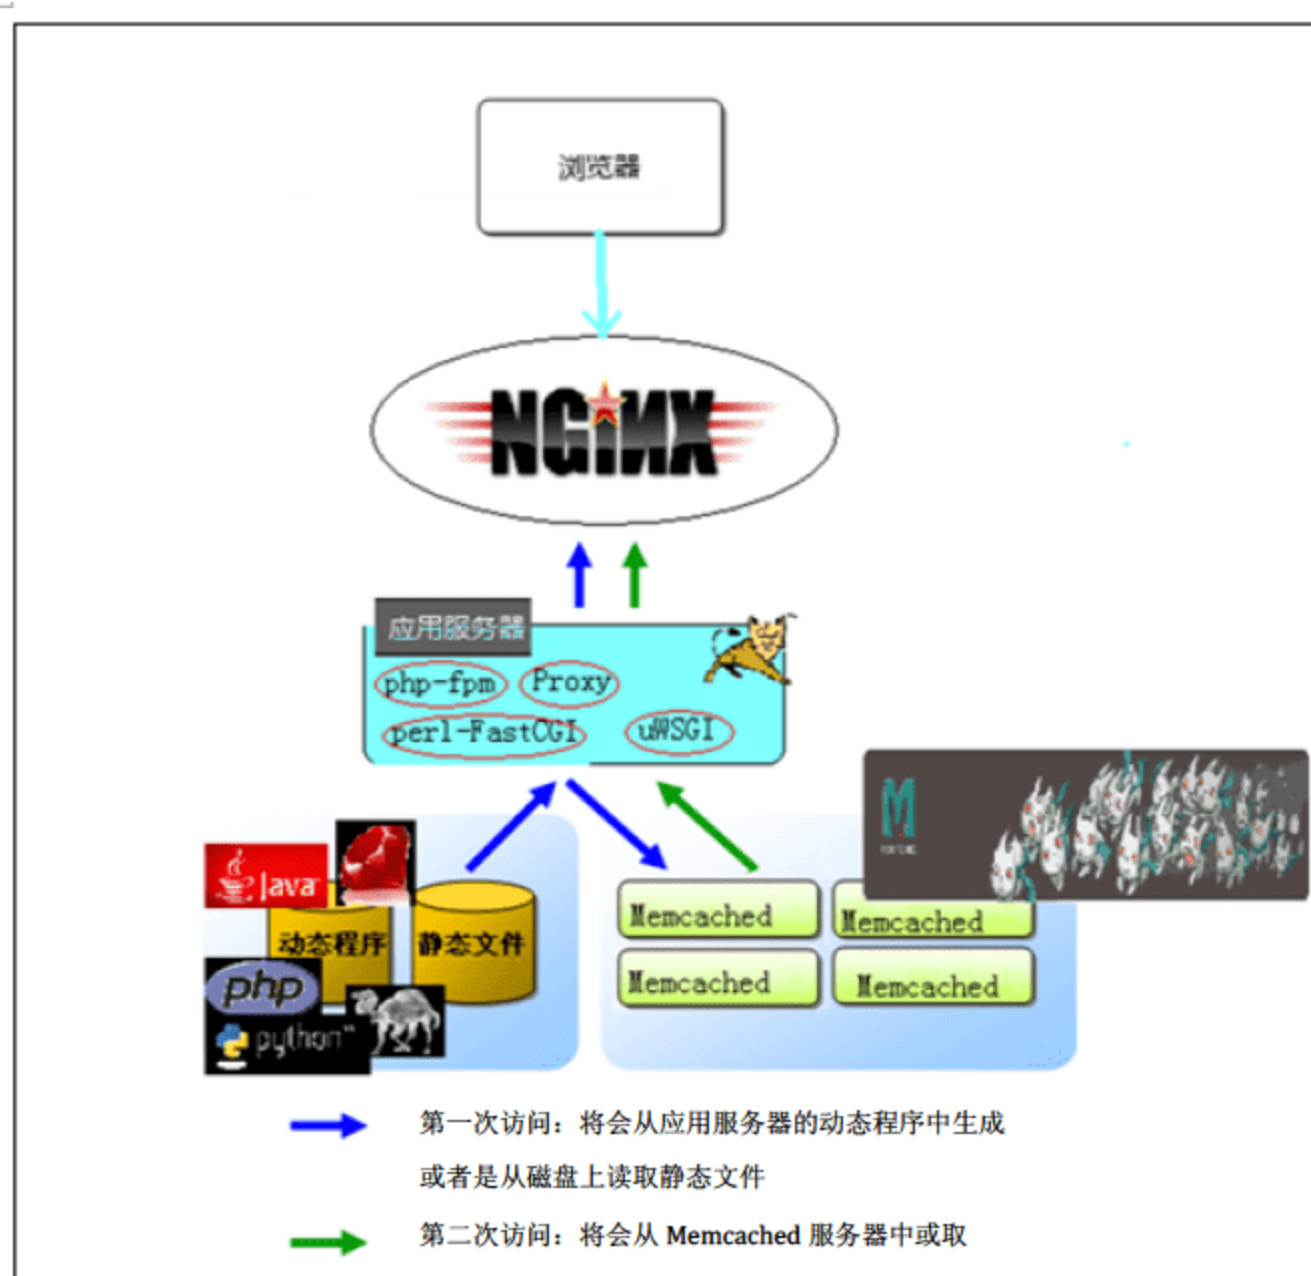 浏览器
NGiNX
应用服务器
php-fpm
Proxy
perl-FastCGI
uWSGI
M
Java
动态程序
静态文件
php
python™
Memcached
Memcached
Memcached
Memcached
第一次访问：将会从应用服务器的动态程序中生成
或者是从磁盘上读取静态文件
第二次访问：将会从 Memcached 服务器中或取